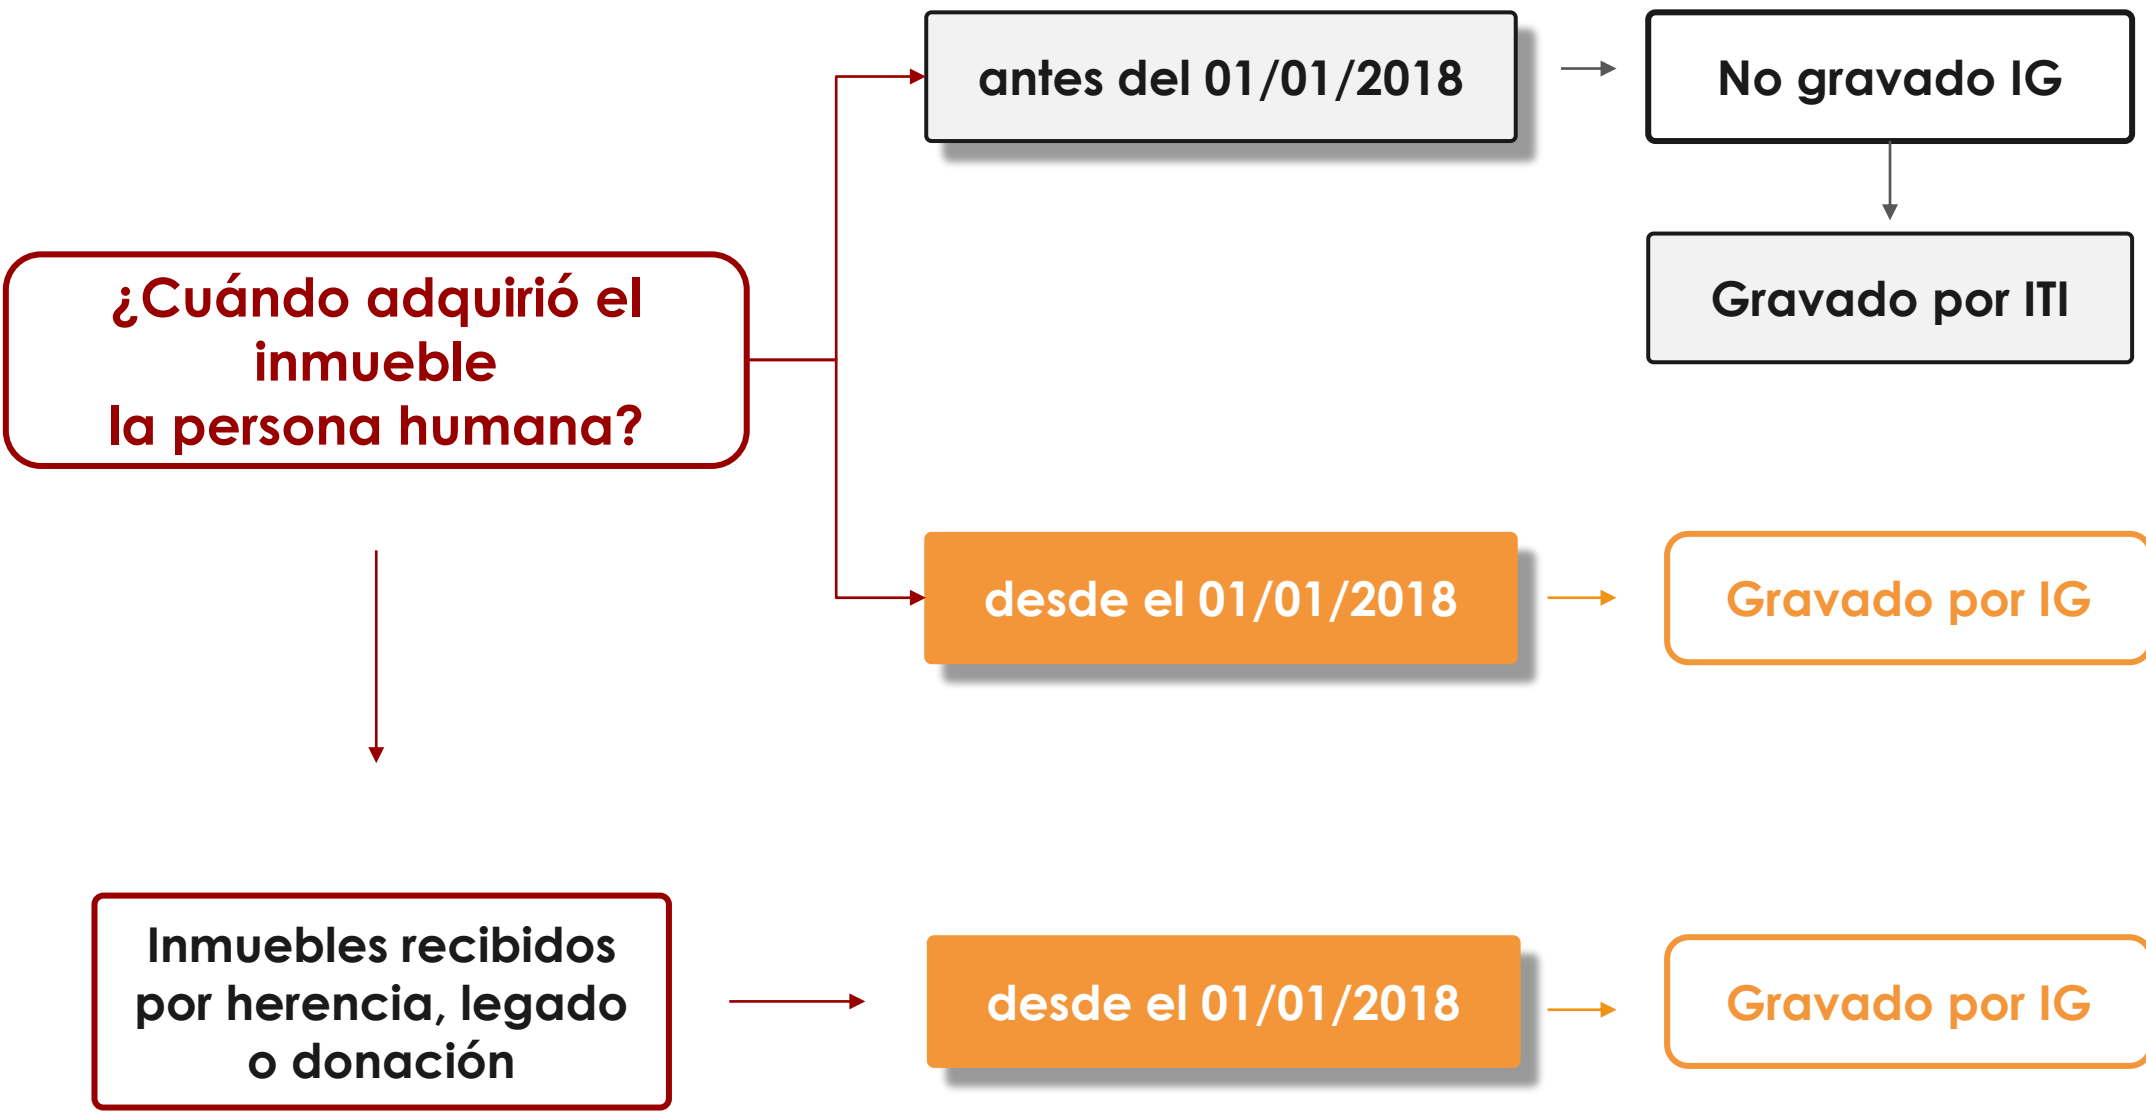 antes del 01/01/2018
No gravado IG
Gravado por ITI
¿Cuándo adquirió el
inmueble
la persona humana?
desde el 01/01/2018
Gravado por IG
Inmuebles recibidos
por herencia, legado
o donación
desde el 01/01/2018
Gravado por IG